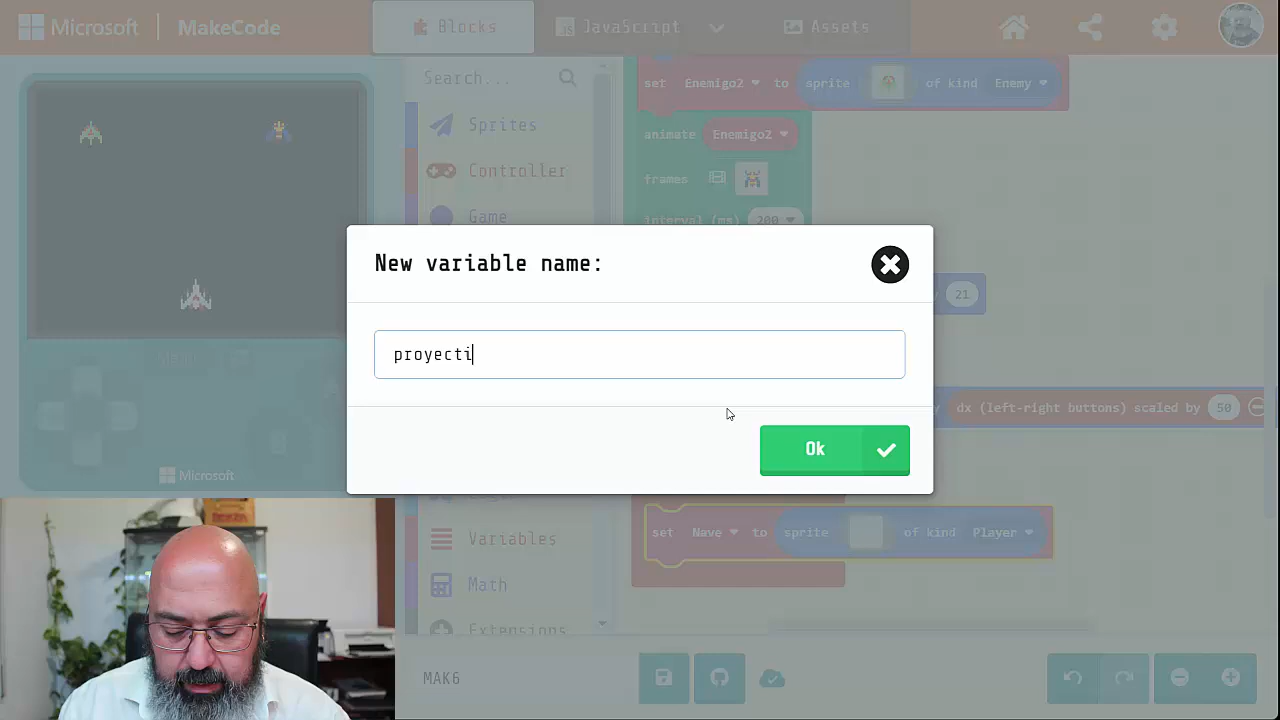 Microsoft
MakeCode
Blocks
JavaScript
Assets
Search...
set Enemigo2 to sprite of kind Enemy
Sprites
animate Enemigo2
Controller
frames
Game
interval (ms) 200
New variable name:
21
proyecti
dx (left-right buttons) scaled by 50
Ok
Microsoft
set Nave to sprite of kind Player
Variables
Math
Extensions
MAK6